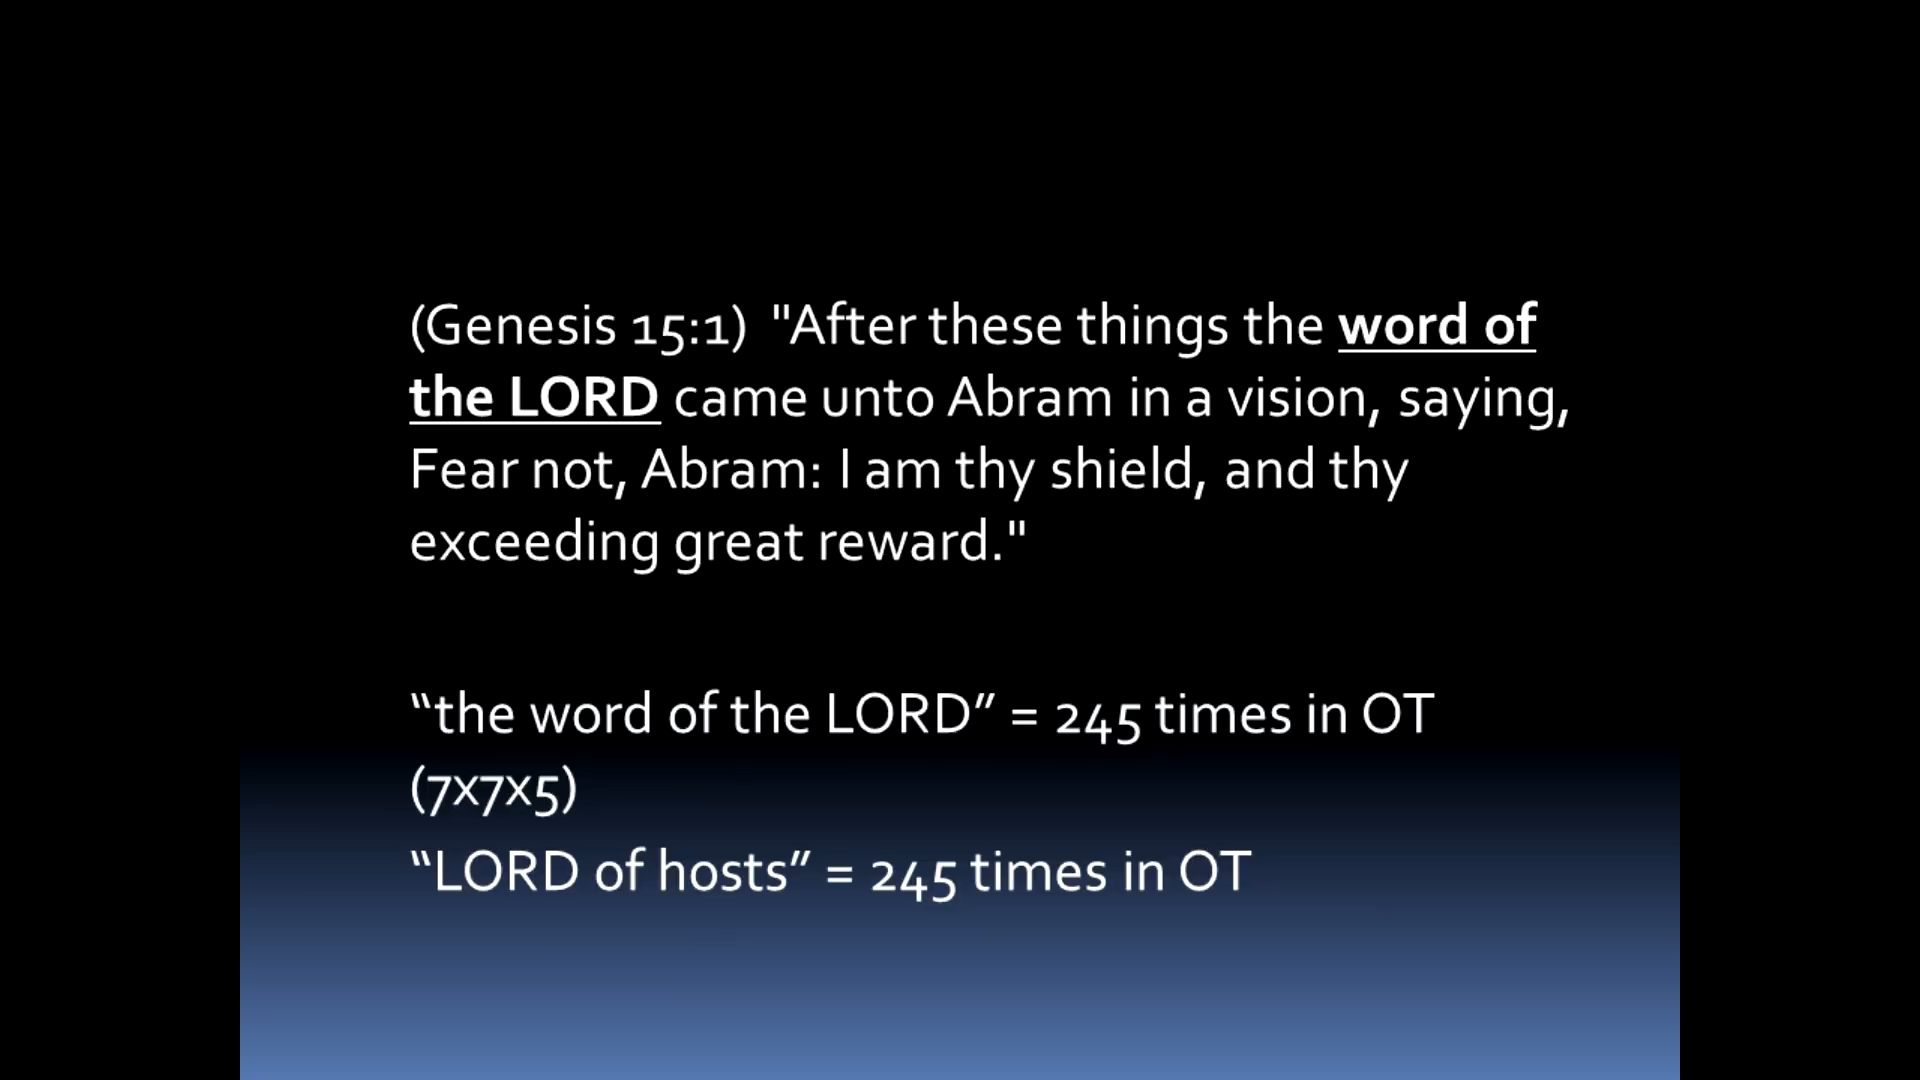 (Genesis 15:1)  "After these things the word of
the LORD came unto Abram in a vision, saying,
Fear not, Abram: I am thy shield, and thy
exceeding great reward."
“the word of the LORD” = 245 times in OT
(7x7x5)
“LORD of hosts” = 245 times in OT